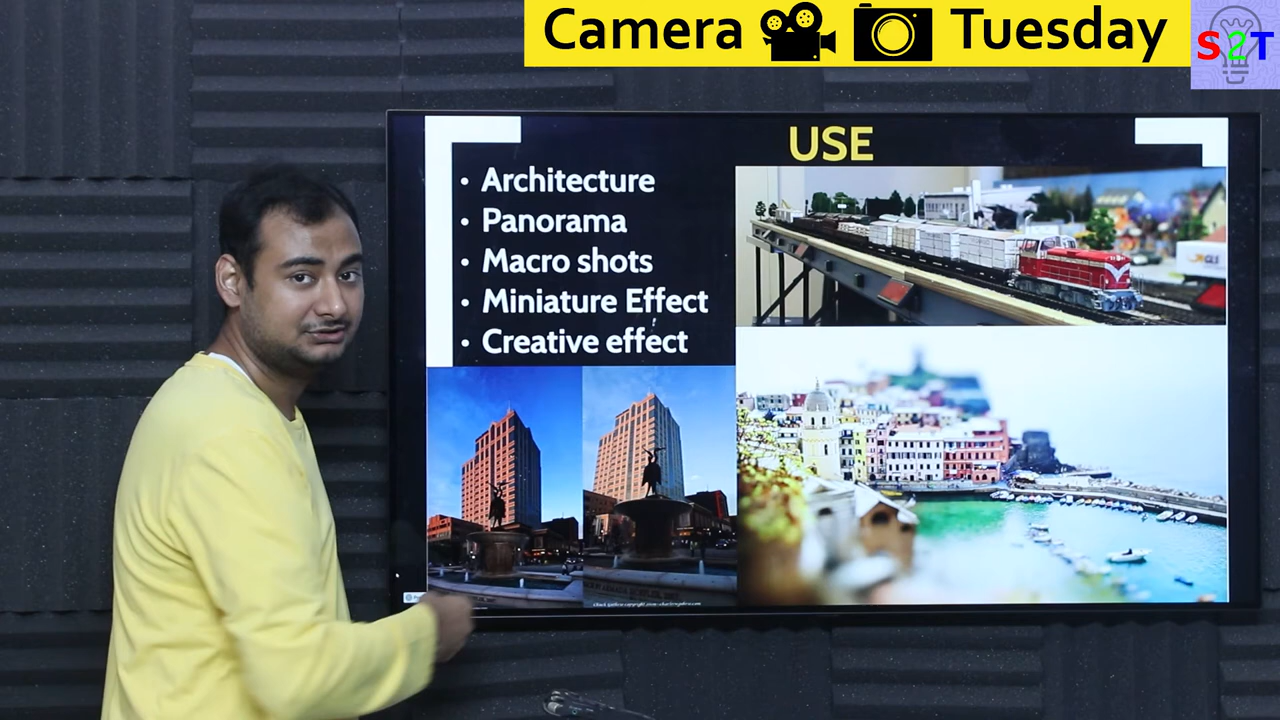 Camera Tuesday
S2T
USE
• Architecture
• Panorama
• Macro shots
• Miniature Effect
• Creative effect